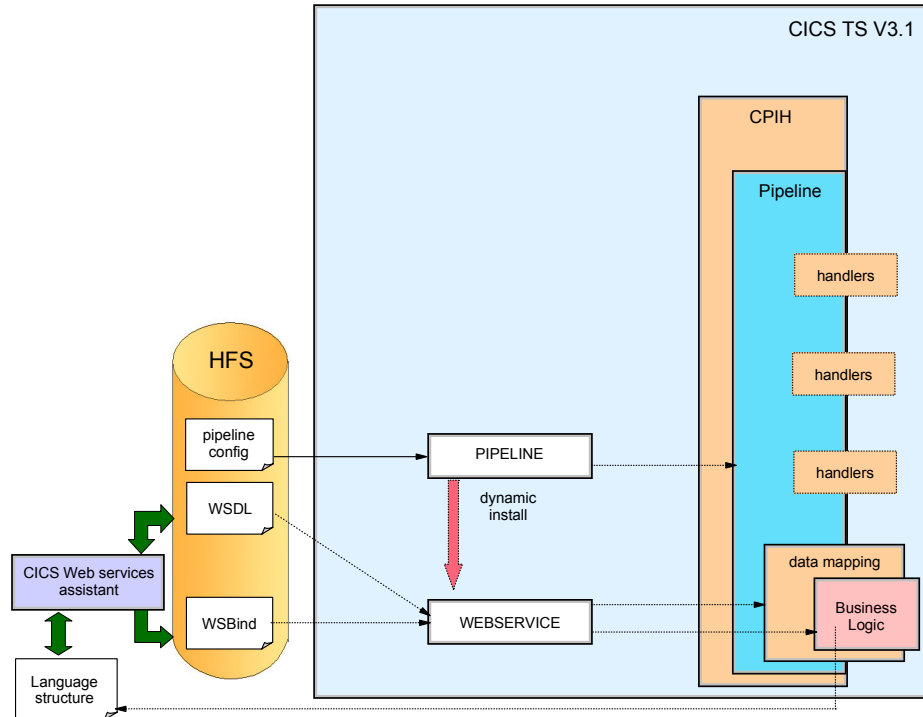 CICS TS V3.1
CPIH
Pipeline
handlers
handlers
handlers
HFS
pipeline
config
PIPELINE
dynamic
install
WSDL
CICS Web services
assistant
WSBind
WEBSERVICE
data mapping
Business
Logic
Language
structure